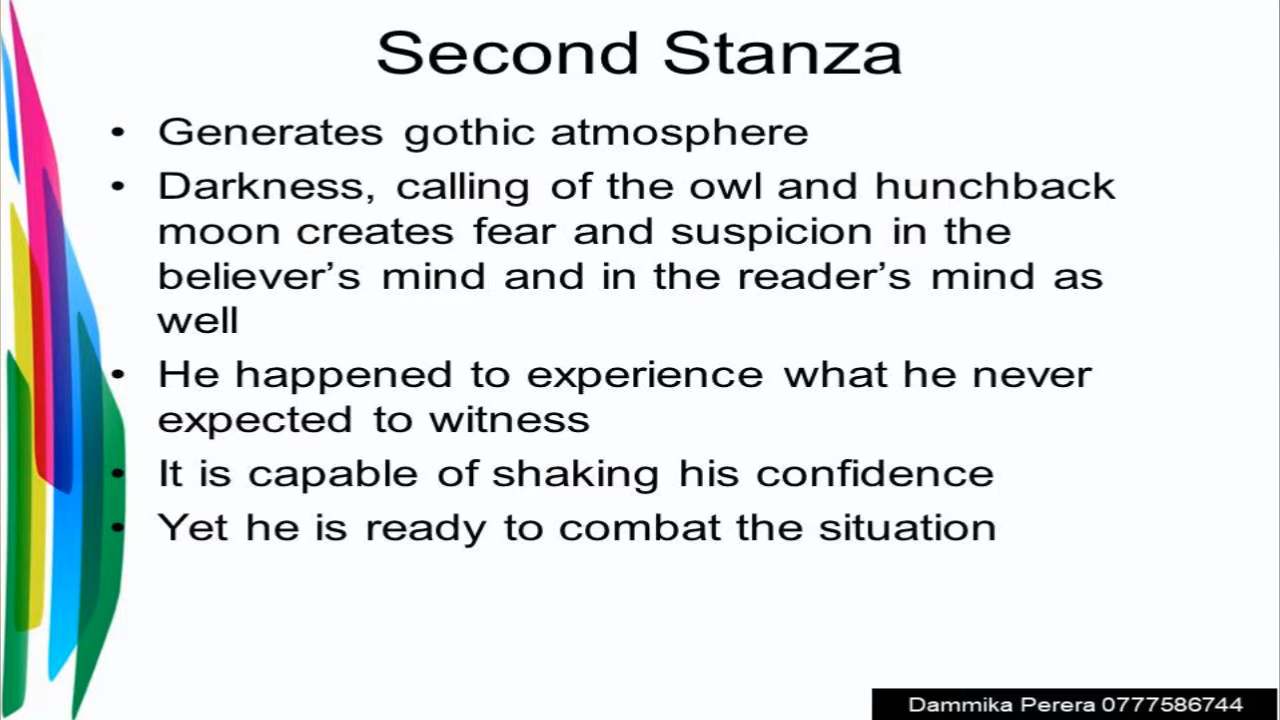 Second Stanza
• Generates gothic atmosphere
• Darkness, calling of the owl and hunchback
moon creates fear and suspicion in the
believer’s mind and in the reader’s mind as
well
• He happened to experience what he never
expected to witness
• It is capable of shaking his confidence
• Yet he is ready to combat the situation
Dammika Perera 0777586744